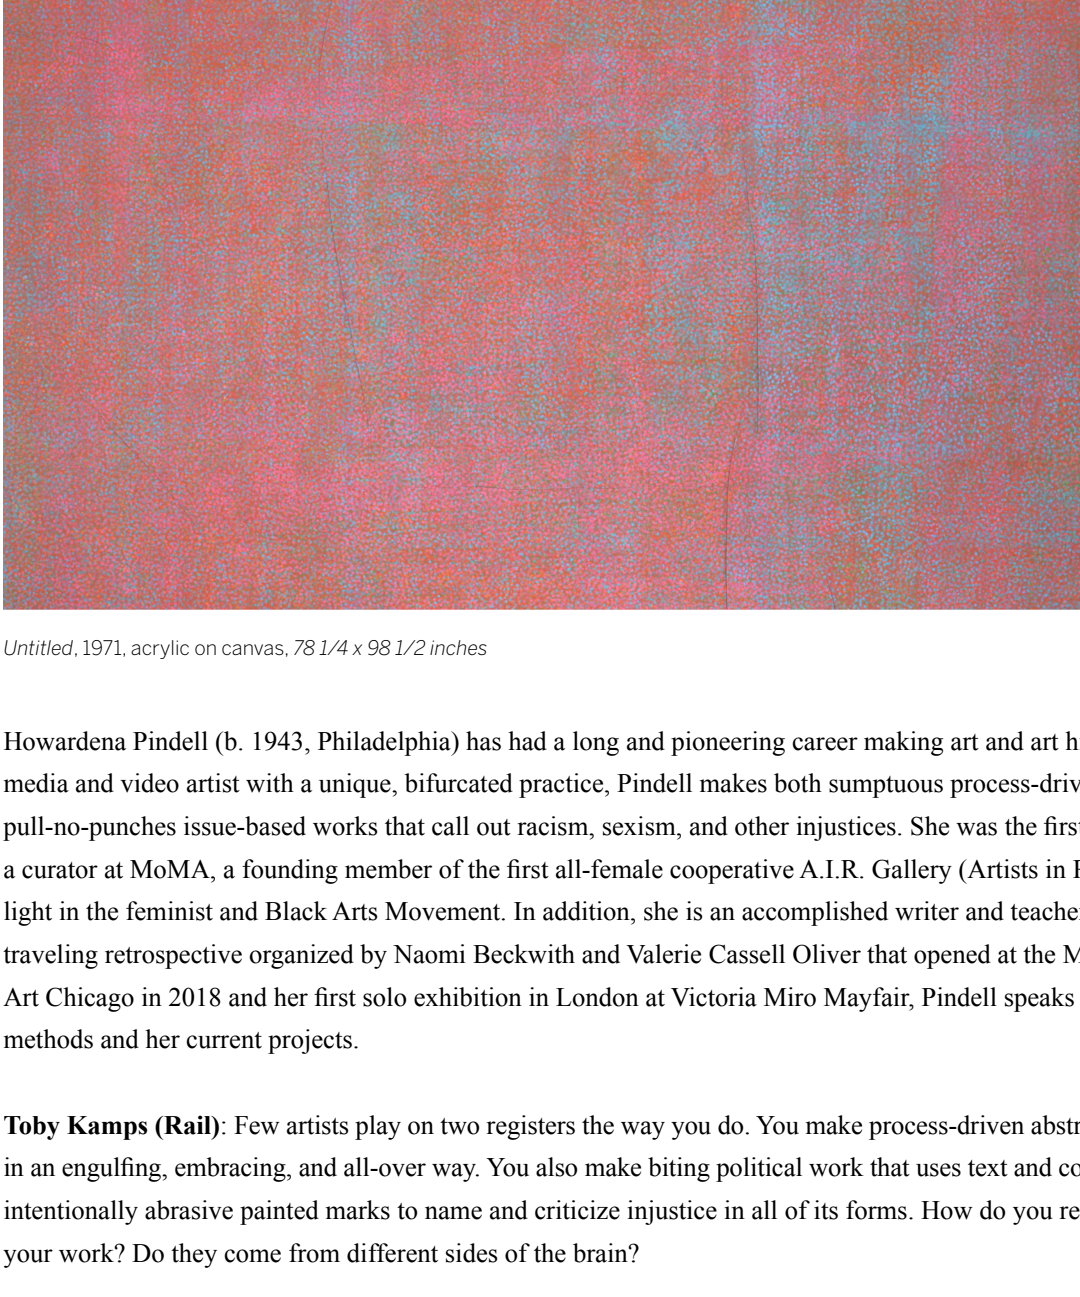 Untitled, 1971, acrylic on canvas, 78 1/4 x 98 1/2 inches
Howardena Pindell (b. 1943, Philadelphia) has had a long and pioneering career making art and art
media and video artist with a unique, bifurcated practice, Pindell makes both sumptuous
pull-no-punches issue-based works that call out racism, sexism, and other injustices. She was the first
a curator at MoMA, a founding member of the first all-female cooperative A.I.R. Gallery (Artists in
light in the feminist and Black Arts Movement. In addition, she is an accomplished writer and
traveling retrospective organized by Naomi Beckwith and Valerie Cassell Oliver that opened at the
Art Chicago in 2018 and her first solo exhibition in London at Victoria Miro Mayfair, Pindell speaks
methods and her current projects.
Toby Kamps (Rail): Few artists play on two registers the way you do. You make process-driven
in an engulfing, embracing, and all-over way. You also make biting political work that uses text and
intentionally abrasive painted marks to name and criticize injustice in all of its forms. How do you
your work? Do they come from different sides of the brain?